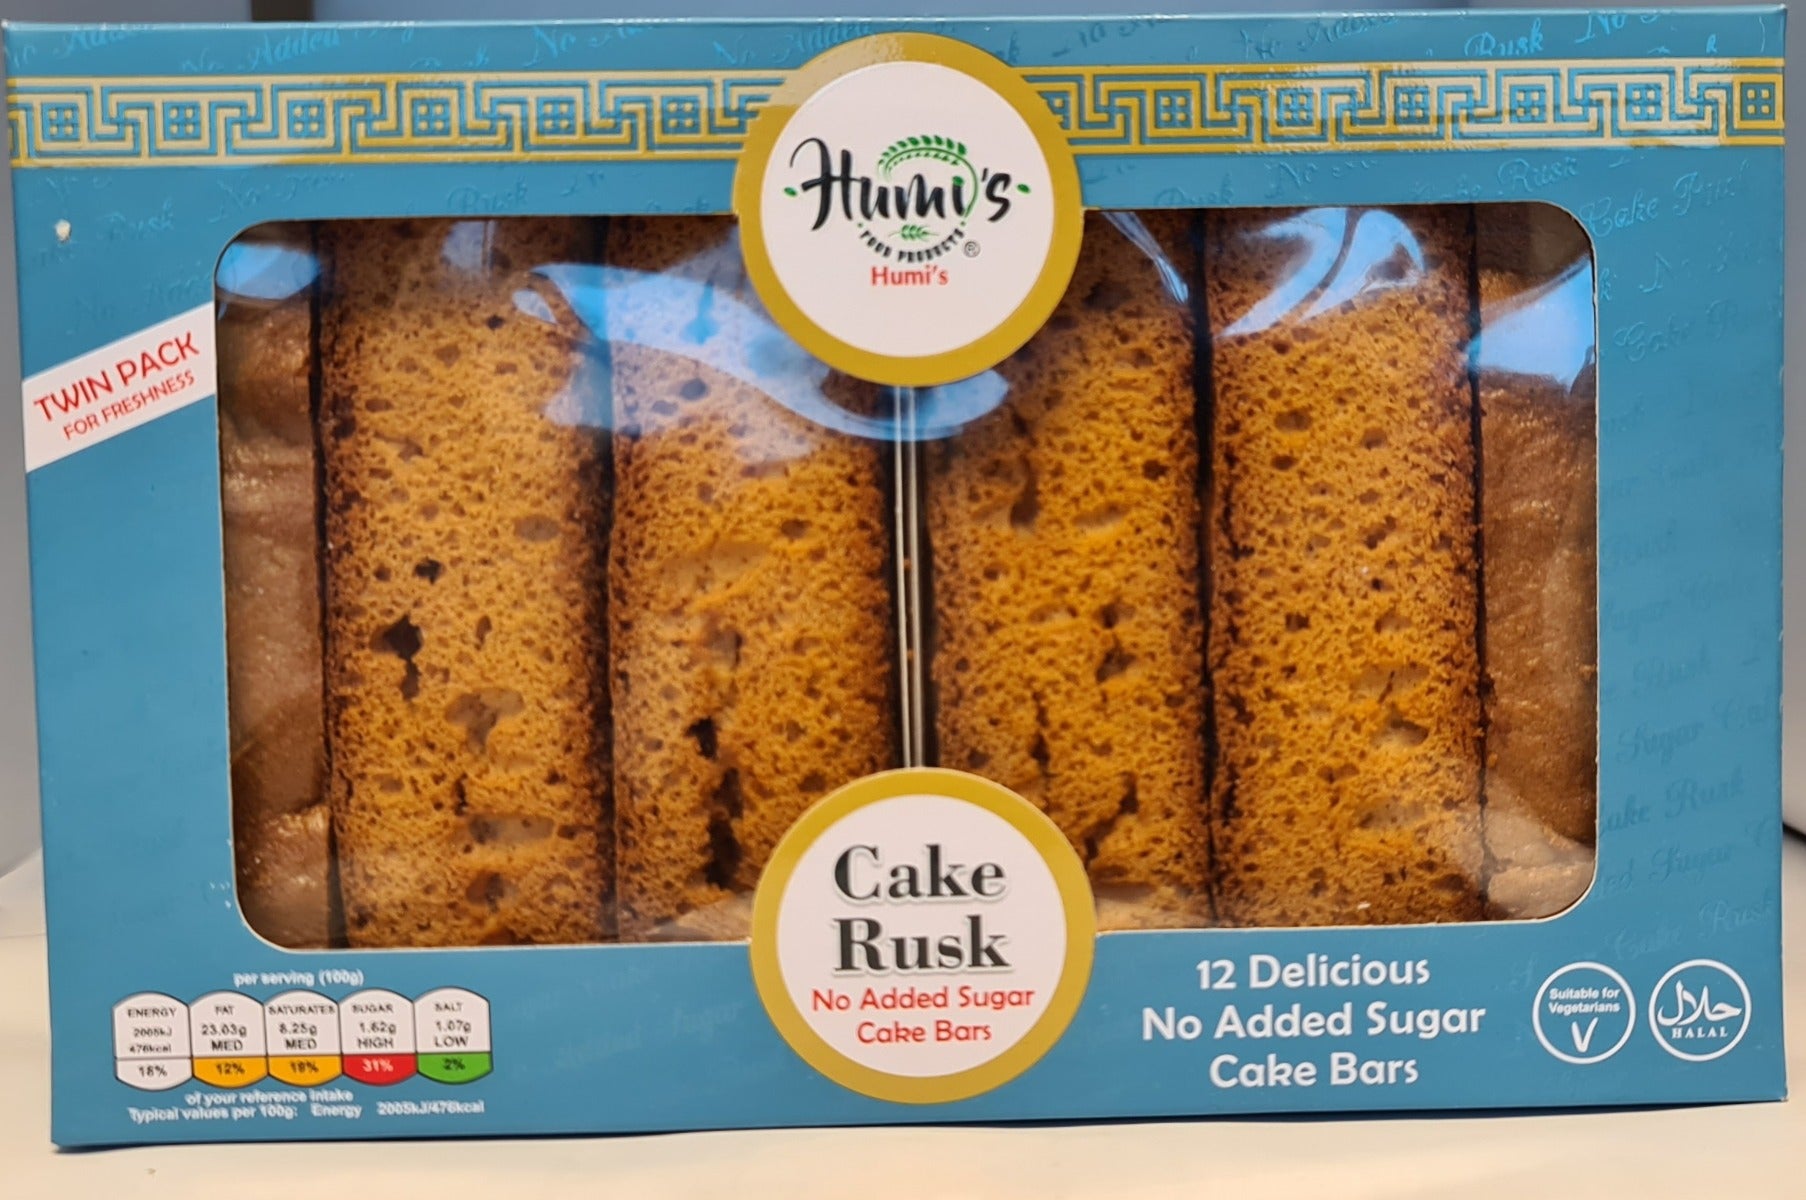 Humi's
FOOD PRODUCTS
®
Humi's
TWIN PACK
FOR FRESHNESS
Cake
Rusk
No Added Sugar
Cake Bars
per serving (100g)
ENERGY
2005kJ
476kcal
18%
FAT
23.03g
MED
12%
SATURATES
8.25g
MED
18%
SUGAR
1.62g
HIGH
31%
SALT
1.07g
LOW
2%
of your reference intake
Typical values per 100g: Energy 2005kJ/476kcal
12 Delicious
No Added Sugar
Cake Bars
Suitable for
Vegetarians
V
حلال
HALAL